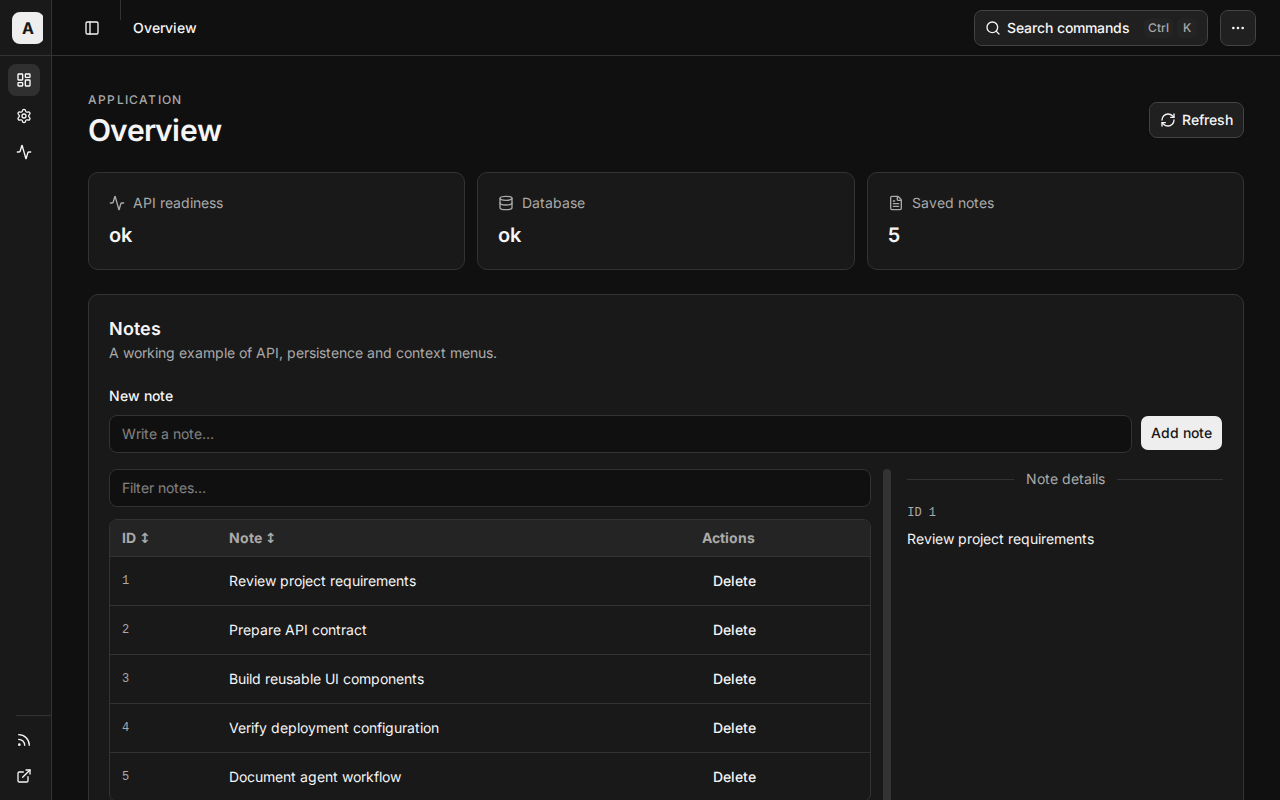 A
Overview
Search commands Ctrl K
APPLICATION
Overview
Refresh
API readiness
ok
Database
ok
Saved notes
5
Notes
A working example of API, persistence and context menus.
New note
Write a note...
Add note
Filter notes...
ID Note Actions
1 Review project requirements Delete
2 Prepare API contract Delete
3 Build reusable UI components Delete
4 Verify deployment configuration Delete
5 Document agent workflow Delete
Note details
ID 1
Review project requirements